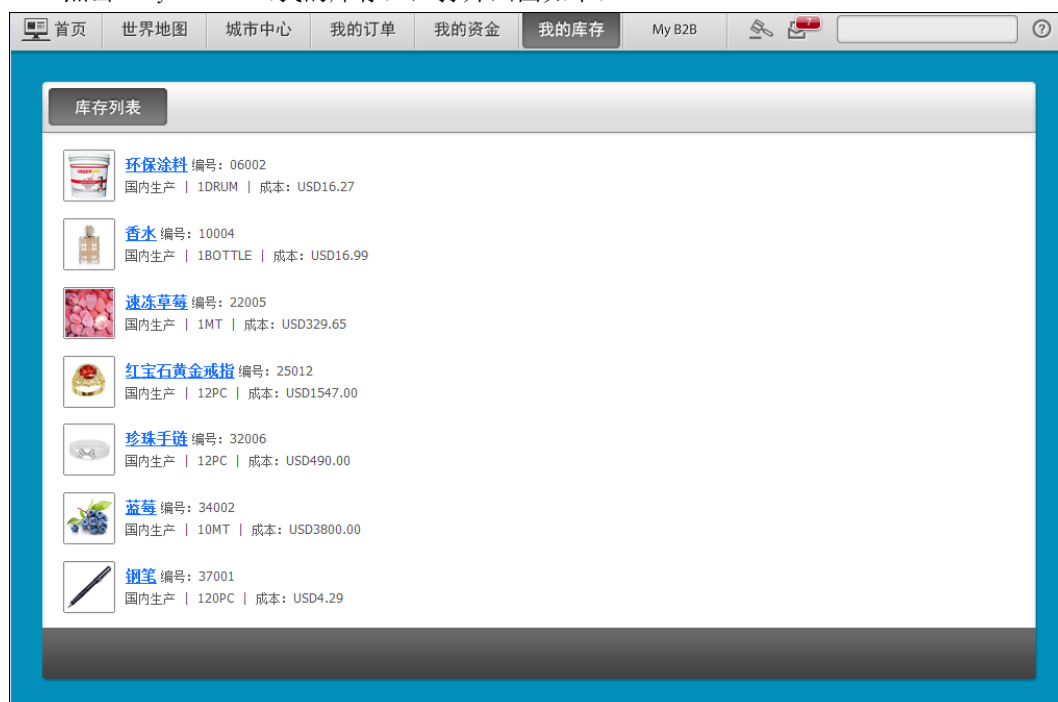 首页 世界地图 城市中心 我的订单 我的资金 我的库存 My B2B 7
库存列表
环保涂料 编号: 06002
国内生产 | 1DRUM | 成本: USD16.27
香水 编号: 10004
国内生产 | 1BOTTLE | 成本: USD16.99
速冻草莓 编号: 22005
国内生产 | 1MT | 成本: USD329.65
红宝石黄金戒指 编号: 25012
国内生产 | 12PC | 成本: USD1547.00
珍珠手链 编号: 32006
国内生产 | 12PC | 成本: USD490.00
蓝莓 编号: 34002
国内生产 | 10MT | 成本: USD3800.00
钢笔 编号: 37001
国内生产 | 120PC | 成本: USD4.29